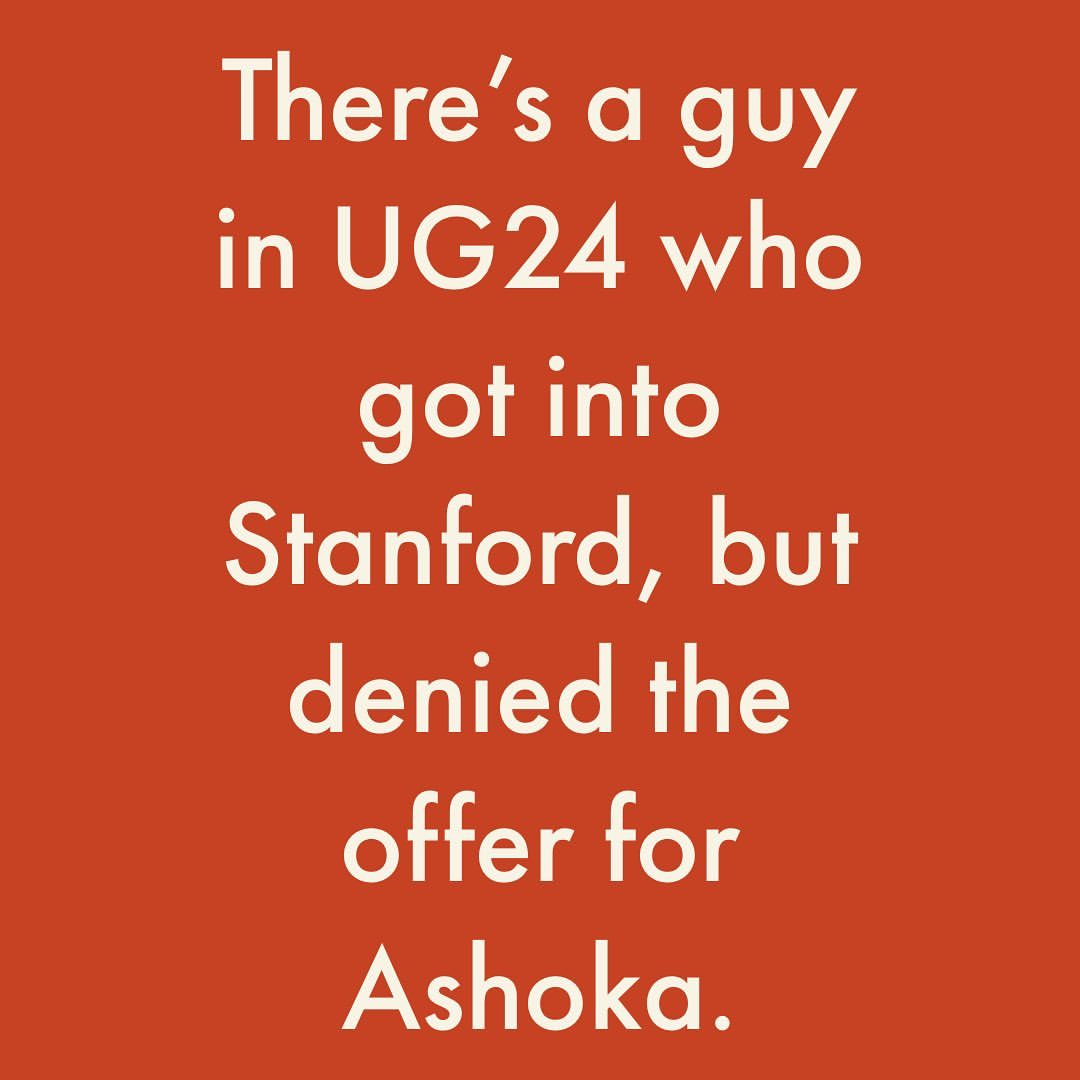 There’s a guy
in UG24 who
got into
Stanford, but
denied the
offer for
Ashoka.